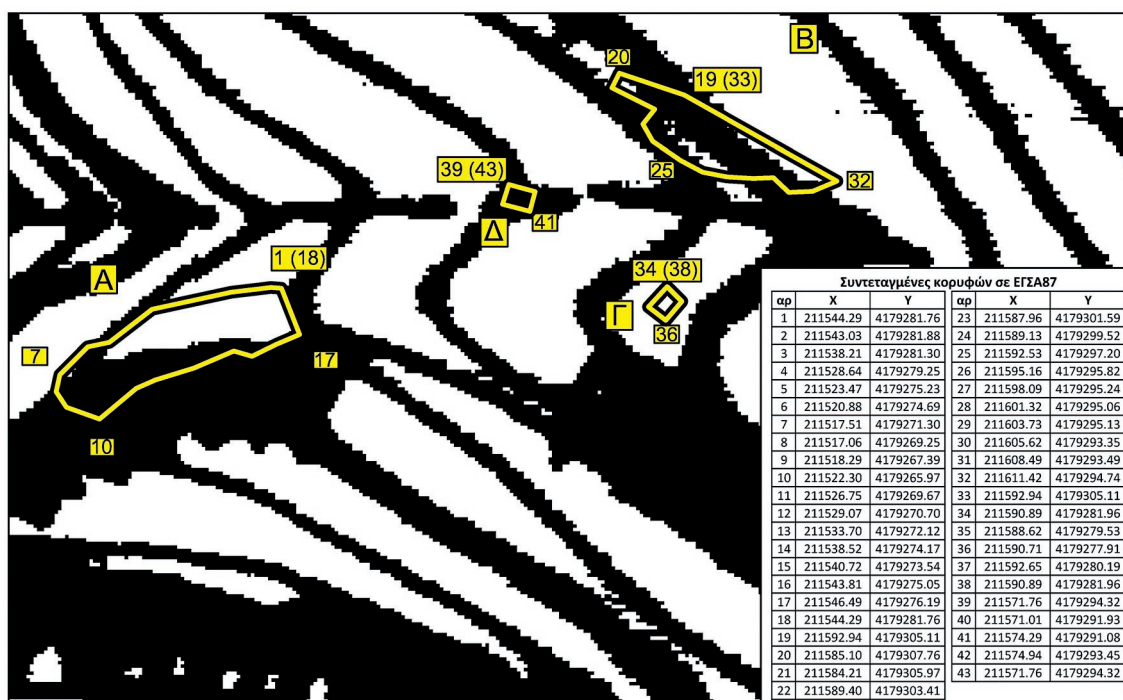 B
20
19 (33)
39 (43)
25
32
41
Δ
Α
1 (18)
34 (38)
Γ
36
7
17
10
Συντεταγμένες κορυφών σε ΕΓΣΑ87
αρ Χ Υ αρ Χ Υ
1 211544.29 4179281.76 23 211587.96 4179301.59
2 211543.03 4179281.88 24 211589.13 4179299.52
3 211538.21 4179281.30 25 211592.53 4179297.20
4 211528.64 4179279.25 26 211595.16 4179295.82
5 211523.47 4179275.23 27 211598.09 4179295.24
6 211520.88 4179274.69 28 211601.32 4179295.06
7 211517.51 4179271.30 29 211603.73 4179295.13
8 211517.06 4179269.25 30 211605.62 4179293.35
9 211518.29 4179267.39 31 211608.49 4179293.49
10 211522.30 4179265.97 32 211611.42 4179294.74
11 211526.75 4179269.67 33 211592.94 4179305.11
12 211529.07 4179270.70 34 211590.89 4179281.96
13 211533.70 4179272.12 35 211588.62 4179279.53
14 211538.52 4179274.17 36 211590.71 4179277.91
15 211540.72 4179273.54 37 211592.65 4179280.19
16 211543.81 4179275.05 38 211590.89 4179281.96
17 211546.49 4179276.19 39 211571.76 4179294.32
18 211544.29 4179281.76 40 211571.01 4179291.93
19 211592.94 4179305.11 41 211574.29 4179291.08
20 211585.10 4179307.76 42 211574.94 4179293.45
21 211584.21 4179305.97 43 211571.76 4179294.32
22 211589.40 4179303.41